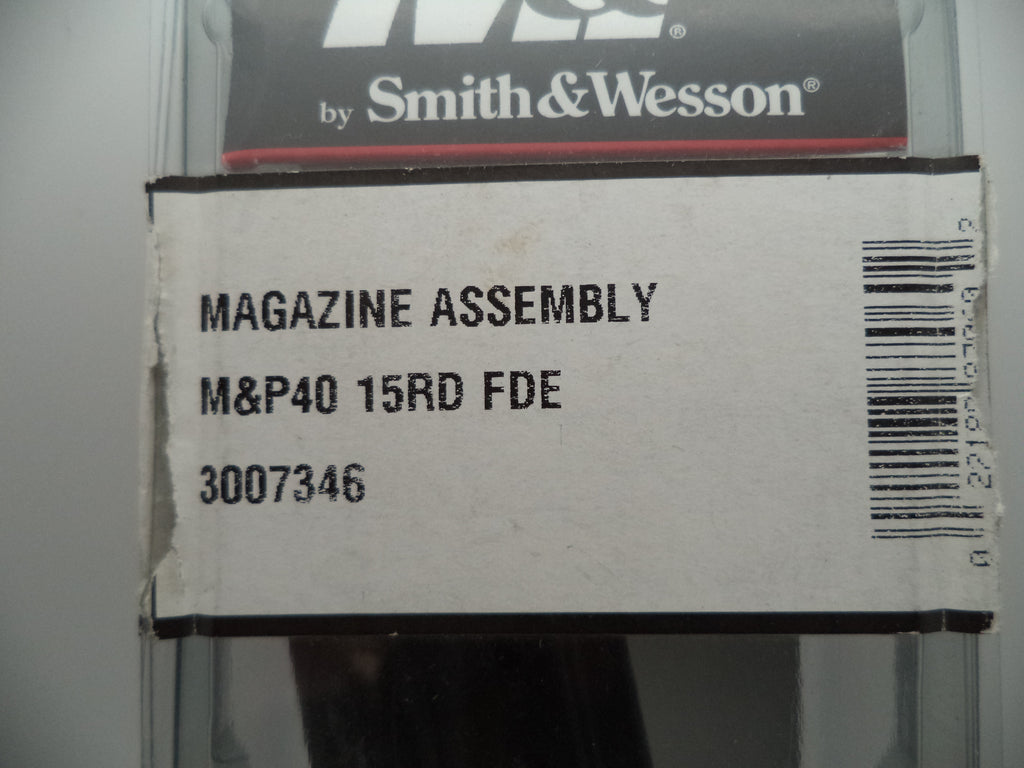 M&®
by Smith&Wesson®
MAGAZINE ASSEMBLY
M&P40 15RD FDE
3007346